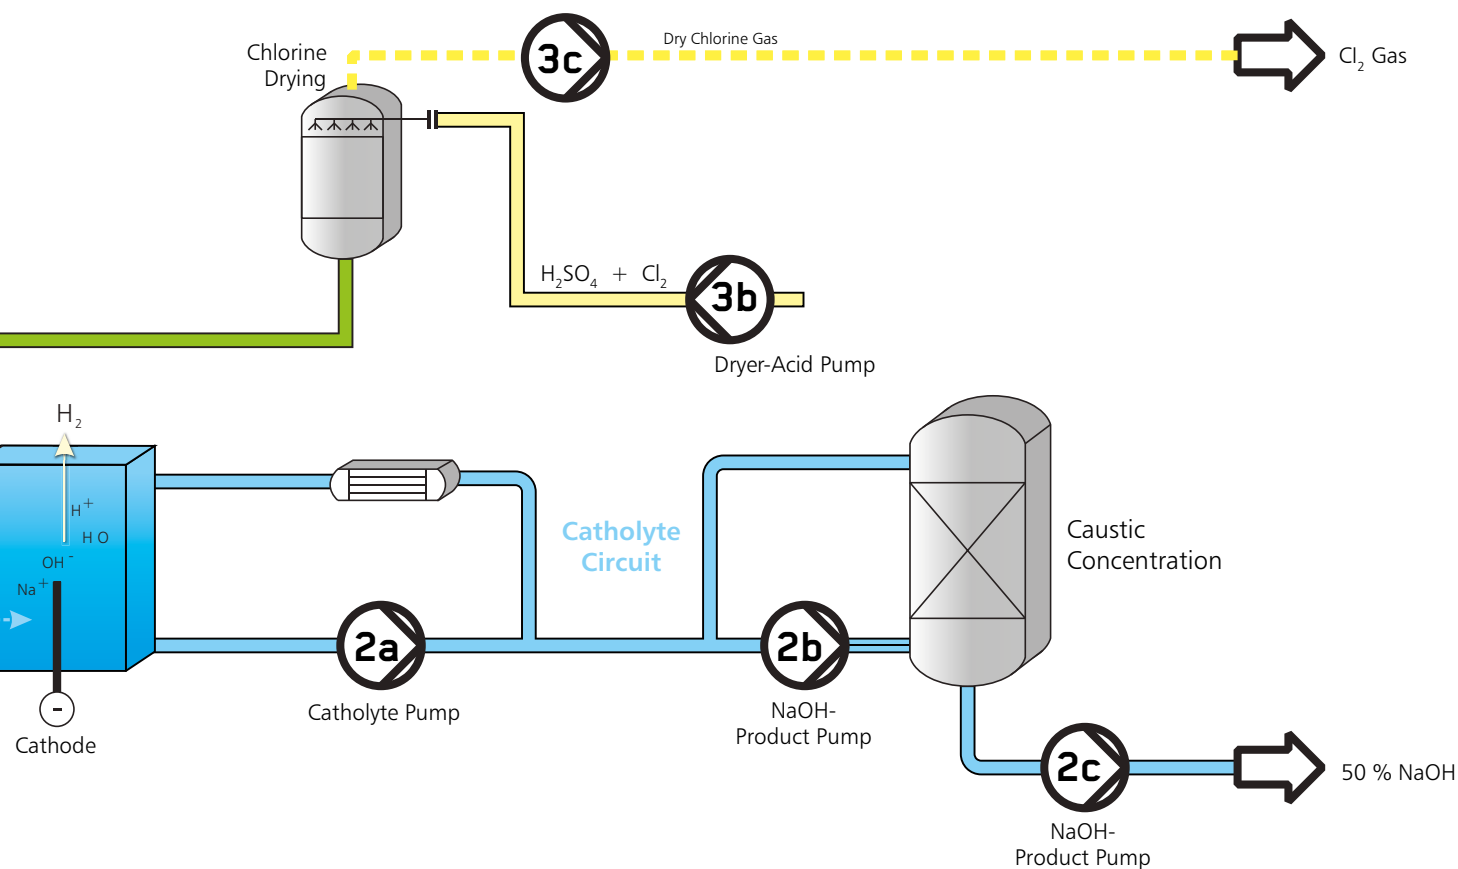 Chlorine
Drying
3c
Dry Chlorine Gas
Cl₂ Gas
H₂SO₄ + Cl₂
3b
Dryer-Acid Pump
H₂
H⁺
H O
OH⁻
Na⁺
-
Cathode
Catholyte
Circuit
2a
Catholyte Pump
2b
NaOH-
Product Pump
Caustic
Concentration
2c
NaOH-
Product Pump
50 % NaOH